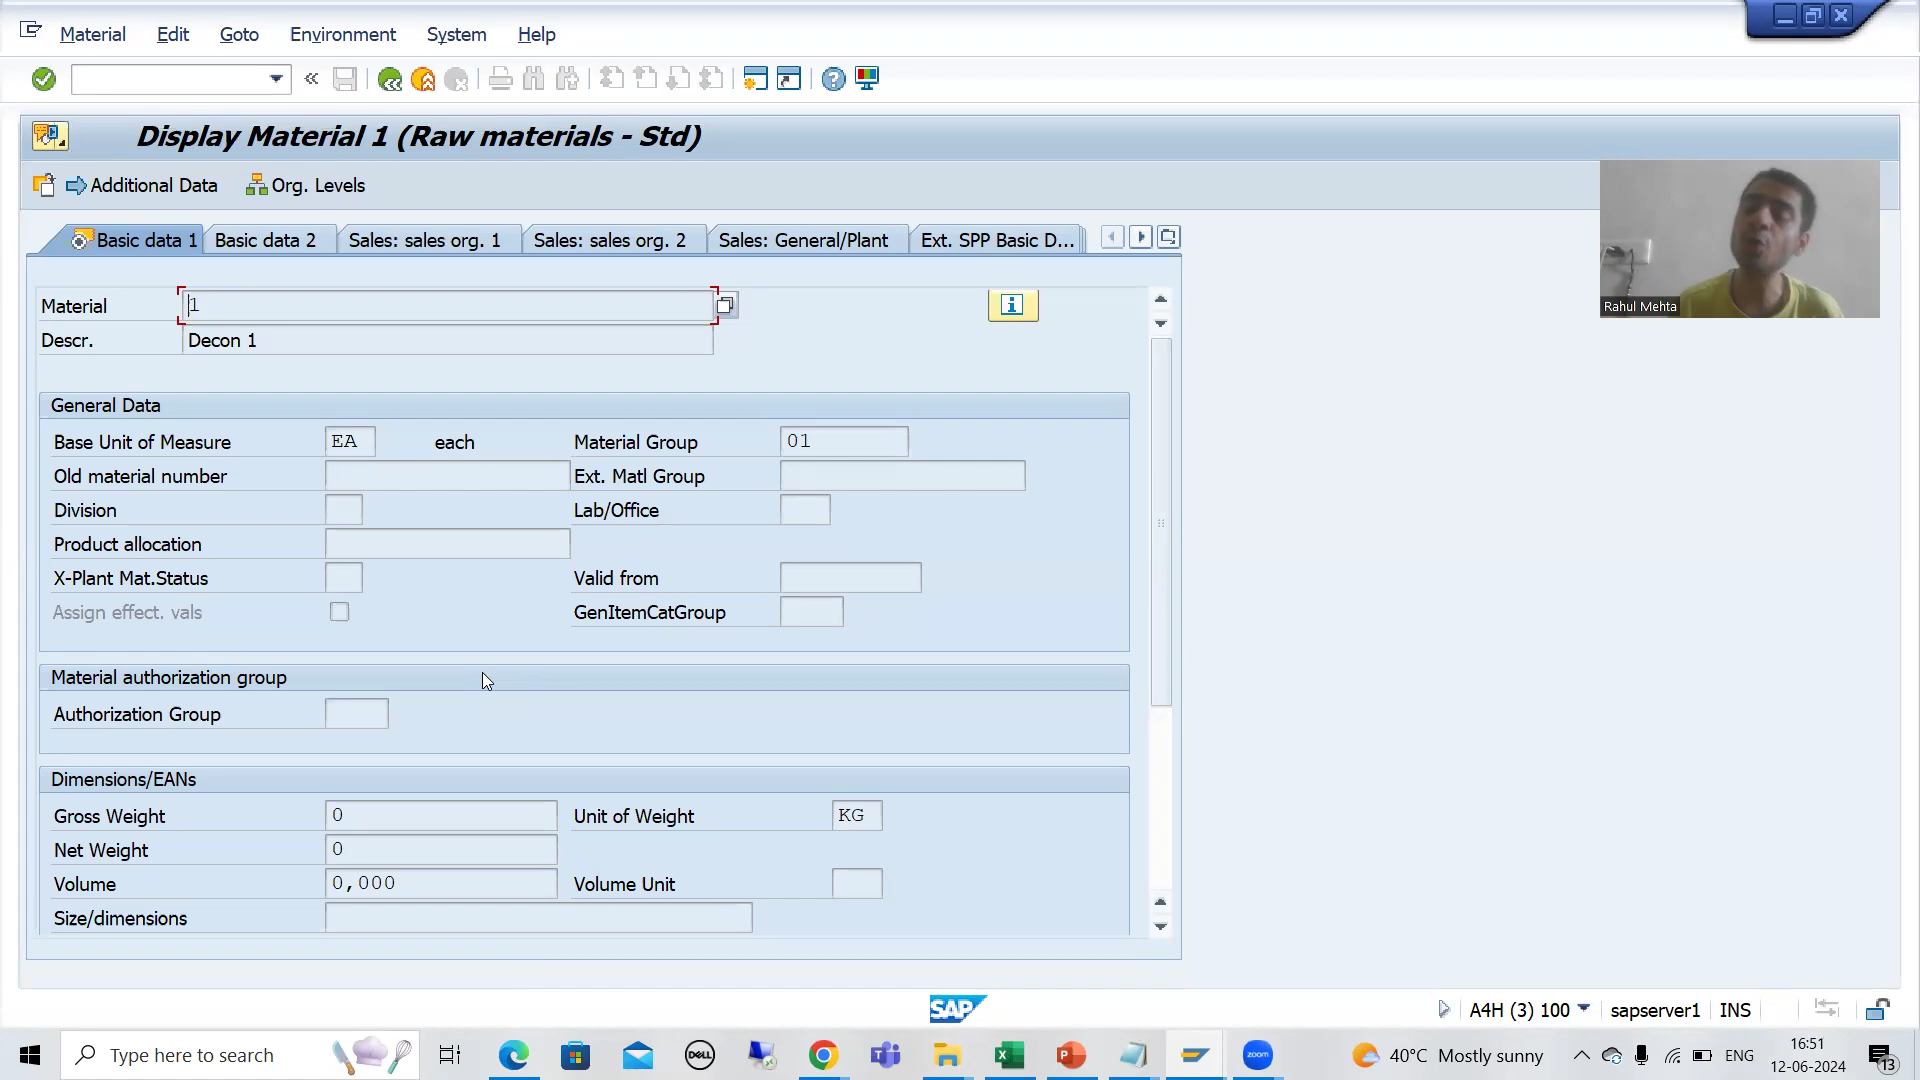 Material Edit Goto Environment System Help
Display Material 1 (Raw materials - Std)
Additional Data Org. Levels
Basic data 1 Basic data 2 Sales: sales org. 1 Sales: sales org. 2 Sales: General/Plant Ext. SPP Basic D...
Rahul Mehta
Material 1
Descr. Decon 1
General Data
Base Unit of Measure EA each Material Group 01
Old material number Ext. Matl Group
Division Lab/Office
Product allocation
X-Plant Mat.Status Valid from
Assign effect. vals GenItemCatGroup
Material authorization group
Authorization Group
Dimensions/EANs
Gross Weight 0 Unit of Weight KG
Net Weight 0
Volume 0,000 Volume Unit
Size/dimensions
SAP A4H (3) 100 sapserver1 INS
Type here to search DELL zoom 40°C Mostly sunny ENG 16:51
12-06-2024 13